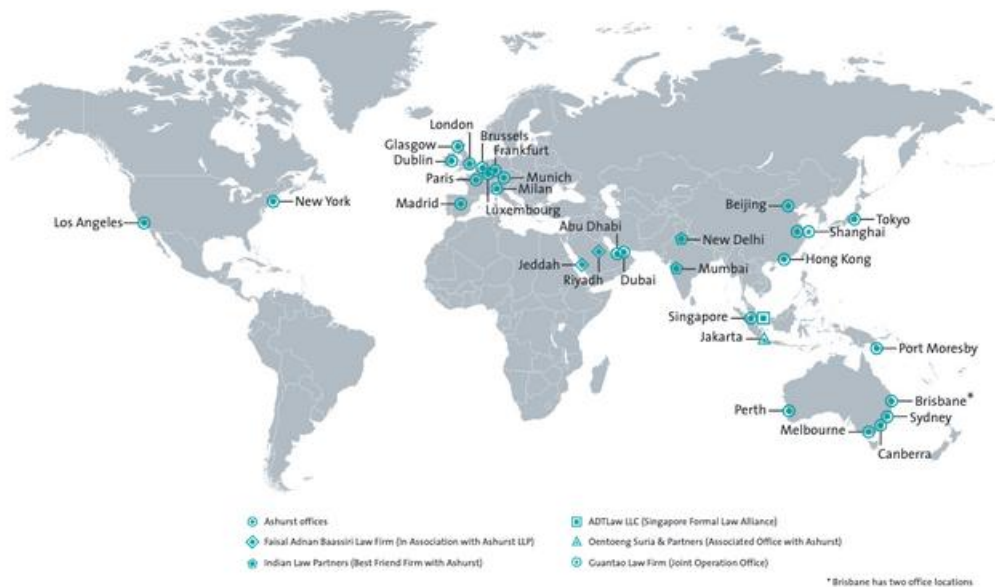 London
Brussels
Glasgow
Frankfurt
Dublin
Paris
Munich
Milan
Madrid
Luxembourg
New York
Los Angeles
Abu Dhabi
Beijing
Tokyo
Shanghai
New Delhi
Jeddah
Riyadh
Dubai
Mumbai
Hong Kong
Singapore
Jakarta
Port Moresby
Perth
Brisbane*
Sydney
Melbourne
Canberra
Ashurst offices
ADTLaw LLC (Singapore Formal Law Alliance)
Faisal Adnan Baassiri Law Firm (In Association with Ashurst LLP)
Oentoeng Suria & Partners (Associated Office with Ashurst)
Indian Law Partners (Best Friend Firm with Ashurst)
Guantao Law Firm (Joint Operation Office)
* Brisbane has two office locations